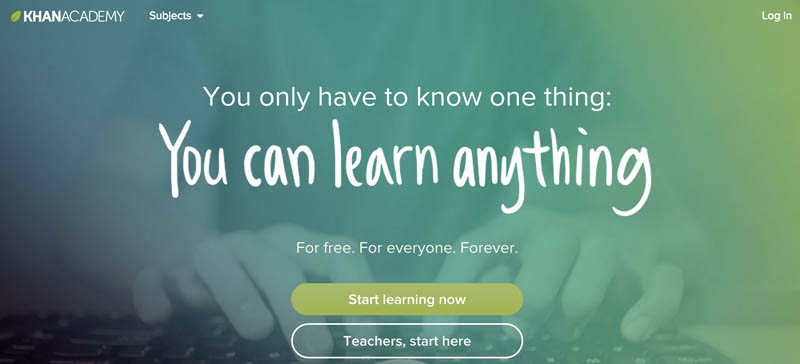 KHANACADEMY
Subjects
Log in
You only have to know one thing:
You can learn anything
For free. For everyone. Forever.
Start learning now
Teachers, start here